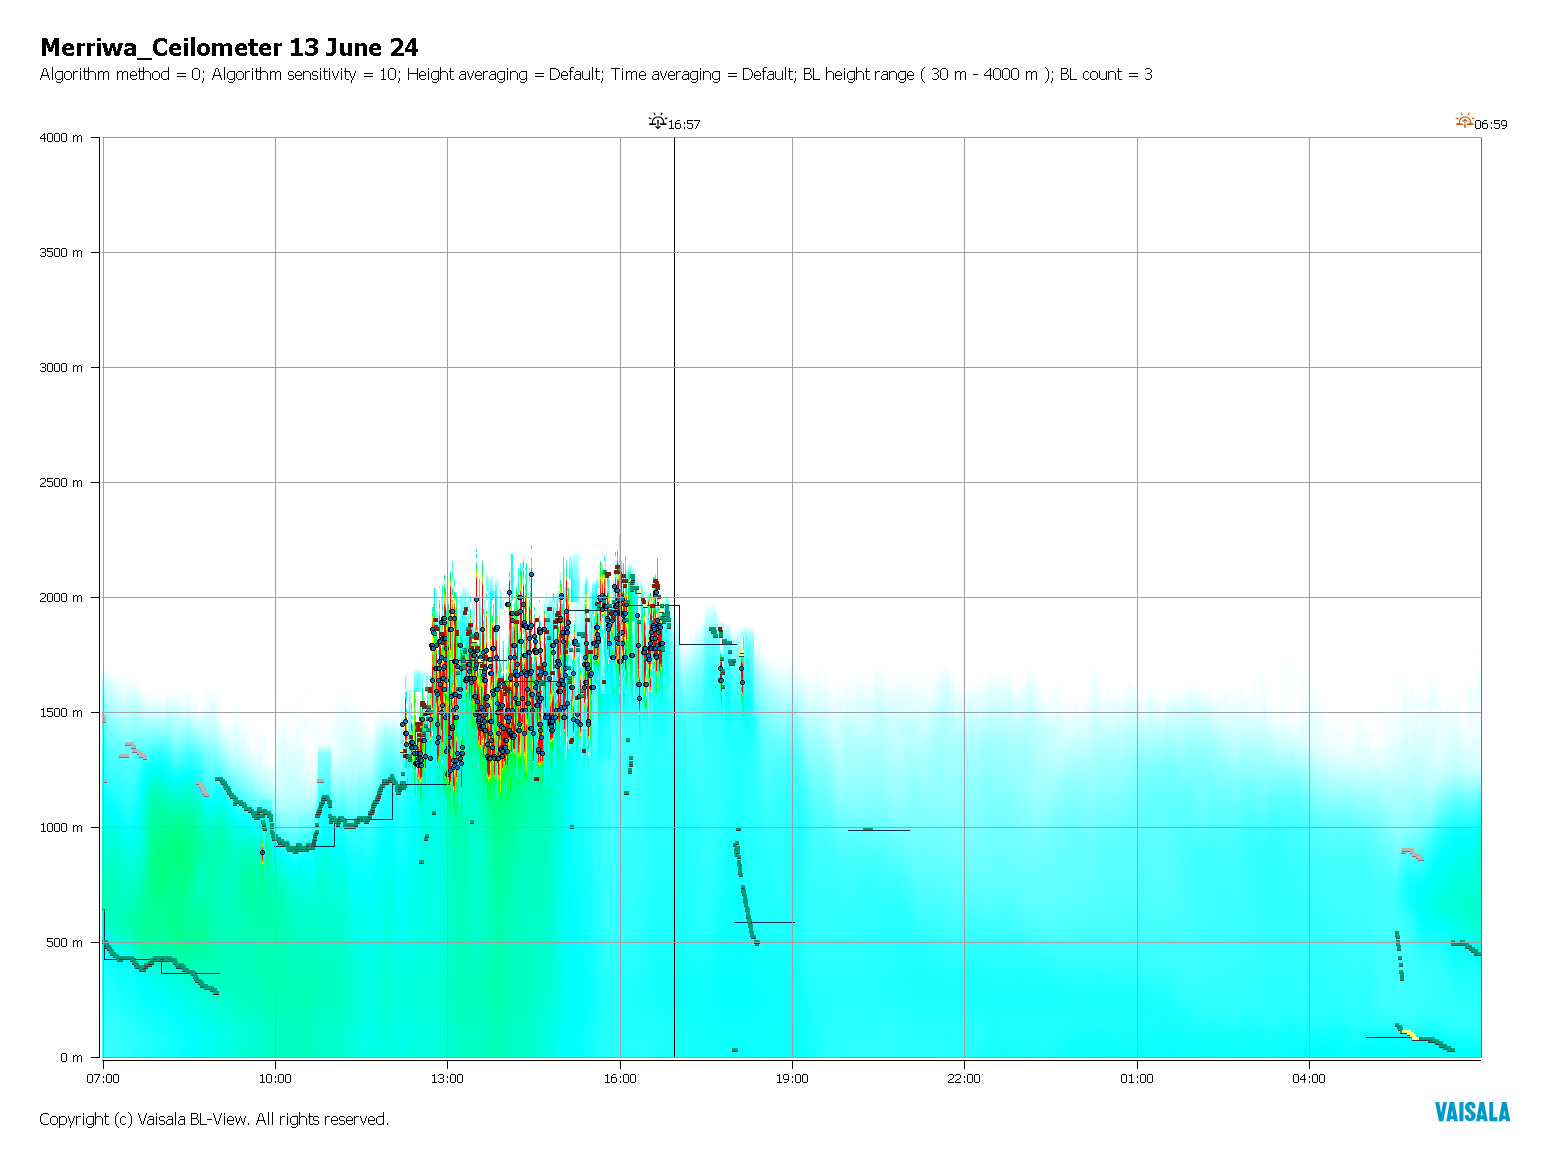 Merriwa_Ceilometer 13 June 24
Algorithm method = 0; Algorithm sensitivity = 10; Height averaging = Default; Time averaging = Default; BL height range ( 30 m - 4000 m ); BL count = 3
16:57
06:59
4000 m
3500 m
3000 m
2500 m
2000 m
1500 m
1000 m
500 m
0 m
07:00
10:00
13:00
16:00
19:00
22:00
01:00
04:00
Copyright (c) Vaisala BL-View. All rights reserved.
VAISALA